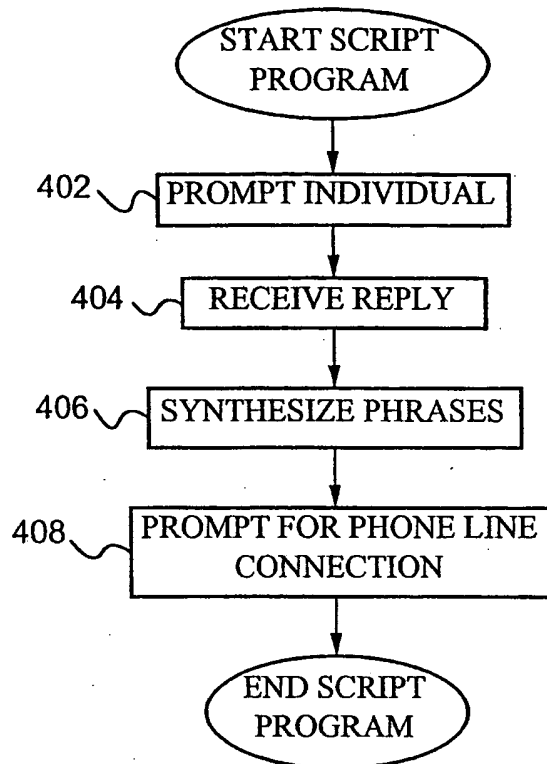 START SCRIPT
PROGRAM
402
PROMPT INDIVIDUAL
404
RECEIVE REPLY
406
SYNTHESIZE PHRASES
408
PROMPT FOR PHONE LINE
CONNECTION
END SCRIPT
PROGRAM